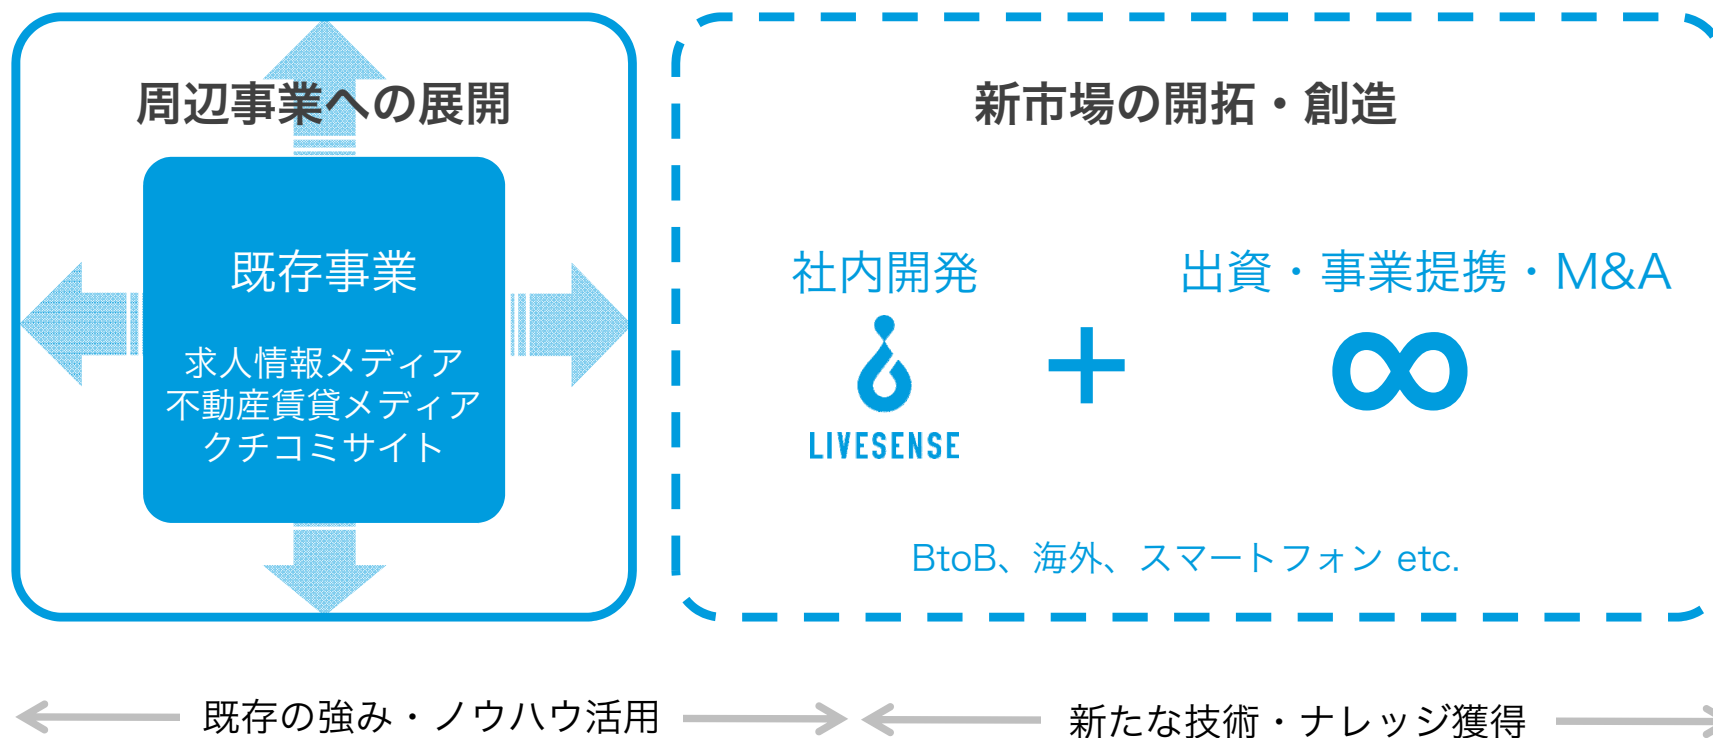 周辺事業への展開
既存事業
求人情報メディア
不動産賃貸メディア
クチコミサイト
新市場の開拓・創造
社内開発
LIVESENSE
+
出資・事業提携・M&A
∞
BtoB、海外、スマートフォン etc.
既存の強み・ノウハウ活用
新たな技術・ナレッジ獲得